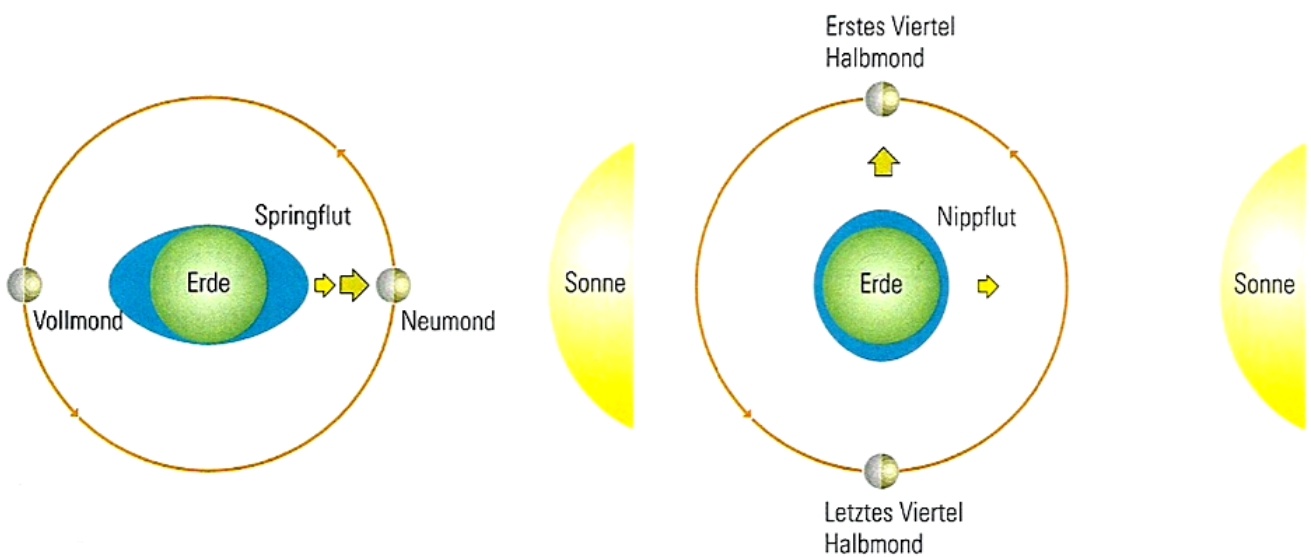 Springflut
Erde
Sonne
Vollmond
Neumond
Erstes Viertel
Halbmond
Nippflut
Erde
Sonne
Letztes Viertel
Halbmond